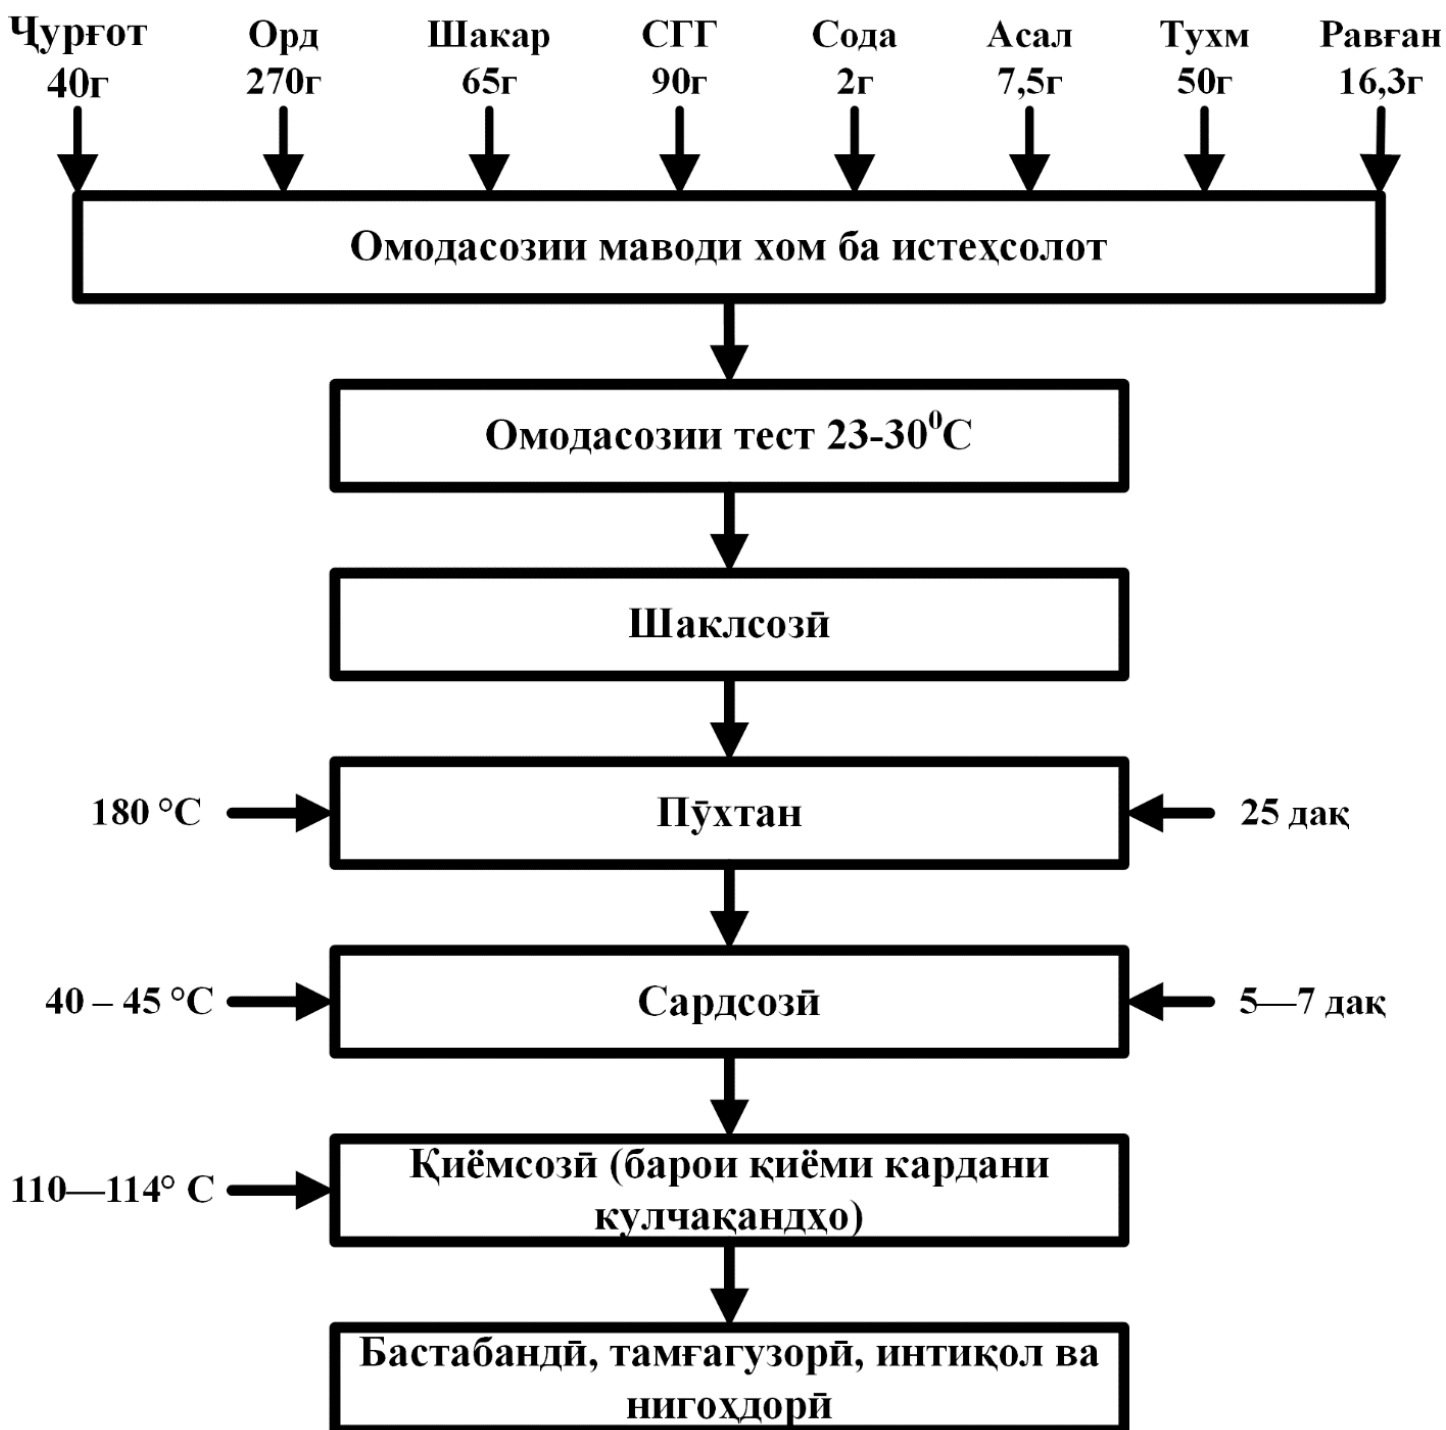 Ҷурғот Орд Шакар СГГ Сода Асал Тухм Равған
40г 270г 65г 90г 2г 7,5г 50г 16,3г
Омодасозии маводи хом ба истеҳсолот
Омодасозии тест 23-30⁰С
Шаклсозӣ
180 °С Пӯхтан 25 дақ
40 – 45 °С Сардсозӣ 5—7 дақ
Қиёмсозӣ (барои қиёми кардани
110—114° С
кулчақандҳо)
Бастабандӣ, тамғагузорӣ, интиқол ва
нигоҳдорӣ